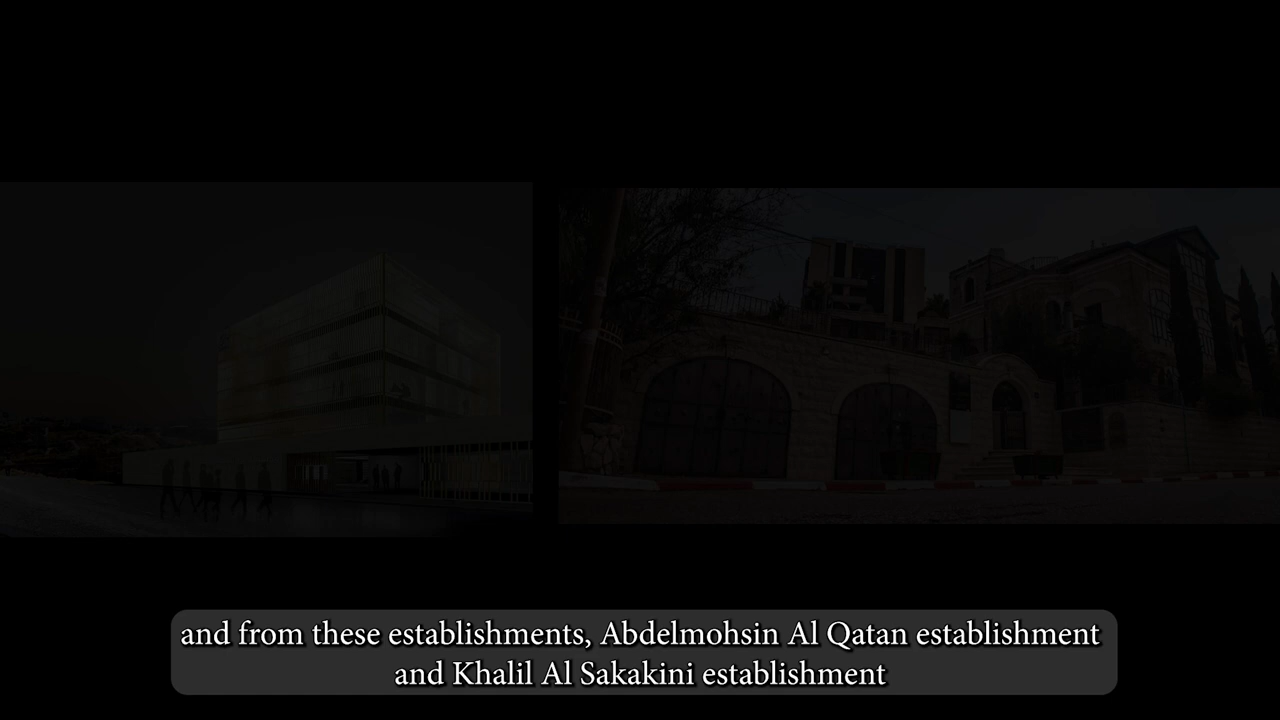 and from these establishments, Abdelmohsin Al Qatan establishment
and Khalil Al Sakakini establishment